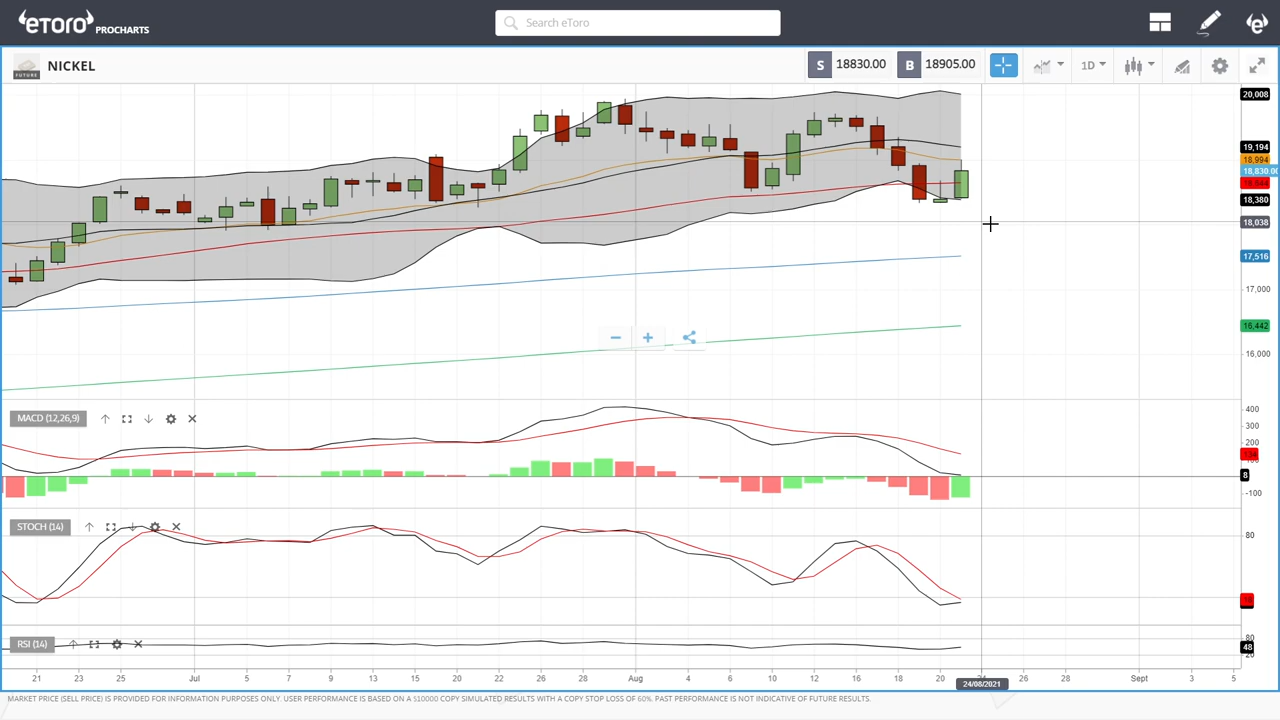 eToro PROCHARTS
Search eToro
FUTURE
NICKEL
S 18830.00 B 18905.00
1D
20,008
19,194
18,994
18,830.00
18,380
18,038
17,516
17,000
16,442
16,000
MACD (12,26,9)
400
300
200
134
8
-100
STOCH (14)
80
RSI (14)
80
48
20
21 23 25 Jul 5 7 9 13 15 20 22 28 Aug 4 6 10 12 16 18 20 26 28 Sept 3 5
24/08/2021
MARKET PRICE (SELL PRICE) IS PROVIDED FOR INFORMATION PURPOSES ONLY. USER PERFORMANCE IS BASED ON A $10000 COPY SIMULATED RESULTS WITH A COPY STOP LOSS OF 60%. PAST PERFORMANCE IS NOT INDICATIVE OF FUTURE RESULTS.